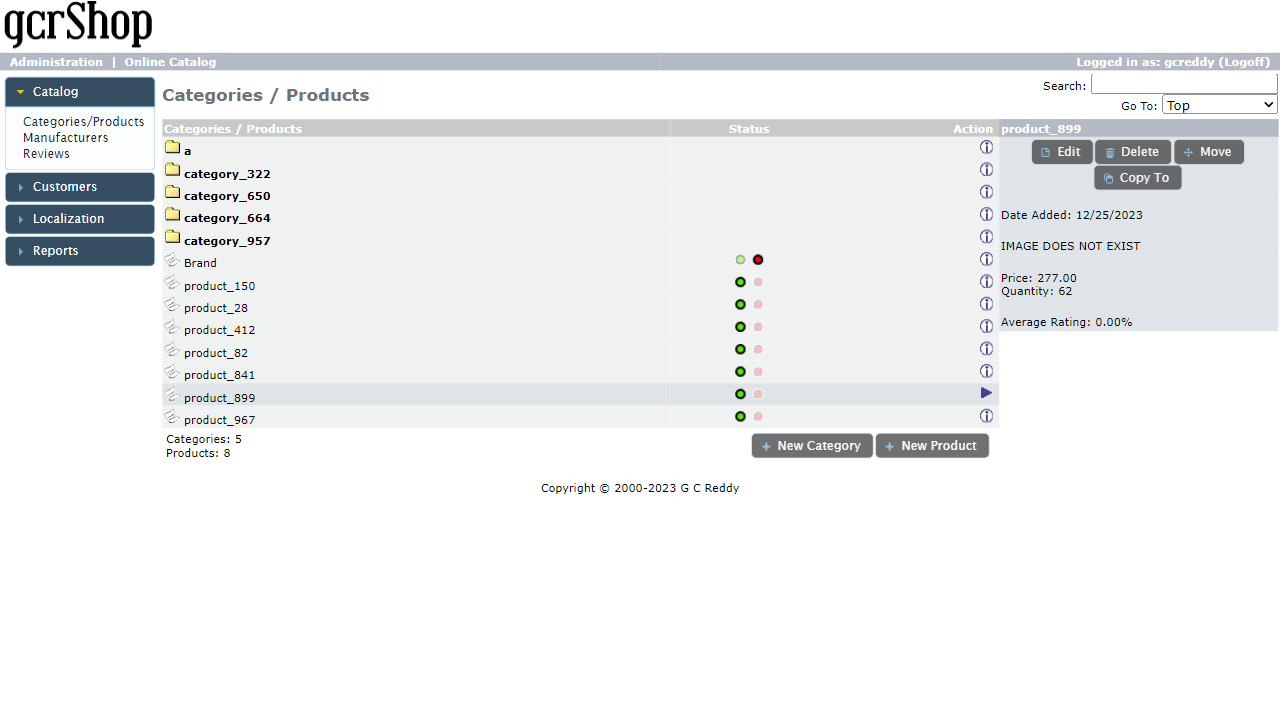 gcrShop
Administration | Online Catalog
Logged in as: gcreddy (Logoff)
Catalog
Categories/Products
Manufacturers
Reviews
Customers
Localization
Reports
Categories / Products
Search:
Go To: Top
Categories / Products Status Action
a
category_322
category_650
category_664
category_957
Brand
product_150
product_28
product_412
product_82
product_841
product_899
product_967
Categories: 5
Products: 8
New Category New Product
product_899
Edit Delete Move
Copy To
Date Added: 12/25/2023
IMAGE DOES NOT EXIST
Price: 277.00
Quantity: 62
Average Rating: 0.00%
Copyright © 2000-2023 G C Reddy